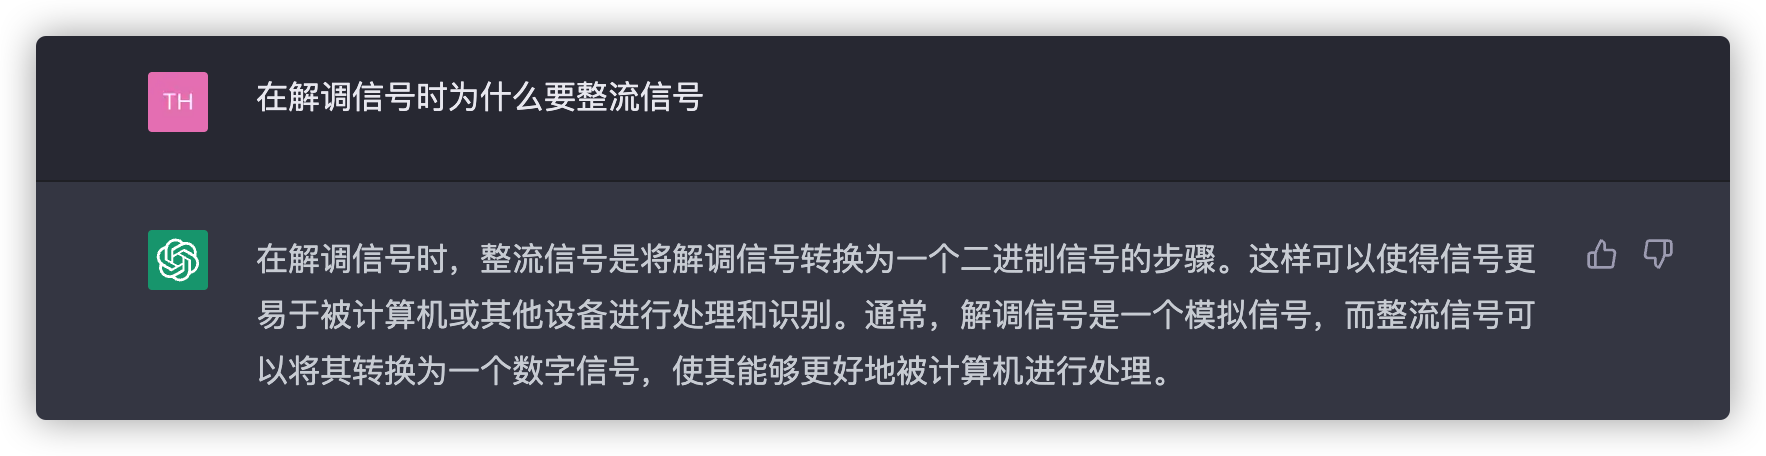 TH
在解调信号时为什么要整流信号
在解调信号时，整流信号是将解调信号转换为一个二进制信号的步骤。这样可以使得信号更
易于被计算机或其他设备进行处理和识别。通常，解调信号是一个模拟信号，而整流信号可
以将其转换为一个数字信号，使其能够更好地被计算机进行处理。